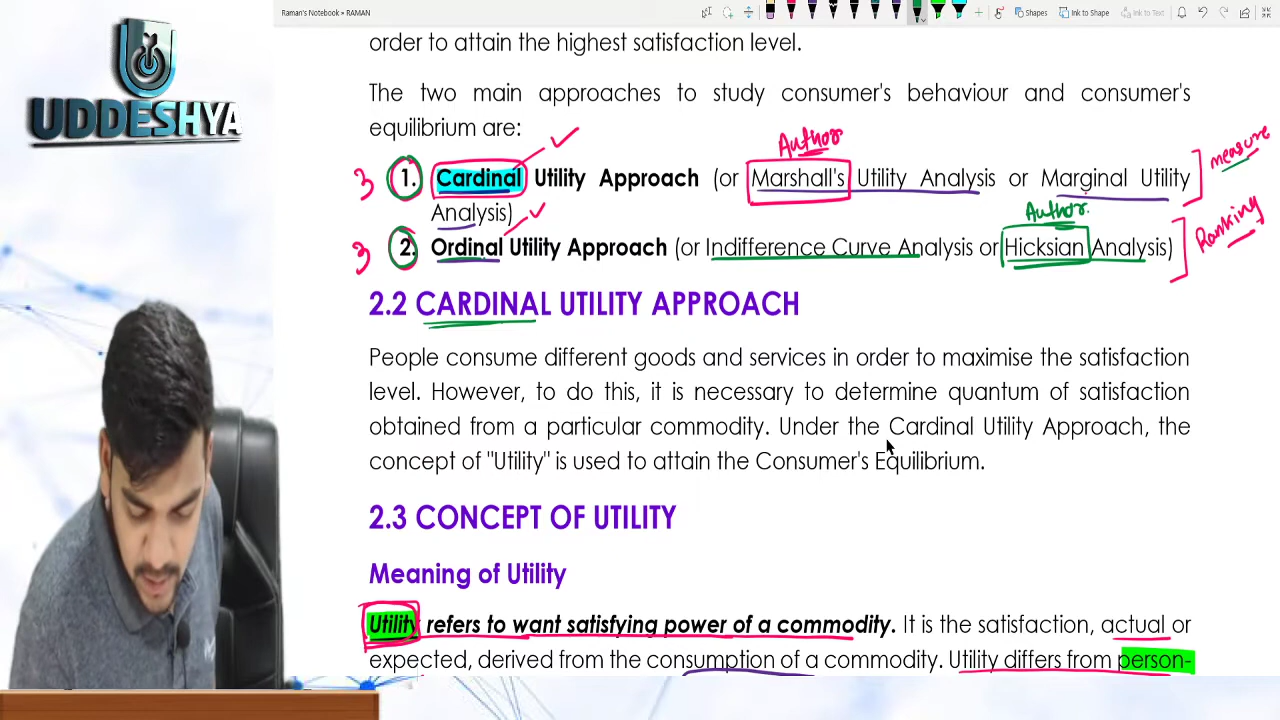 Raman's Notebook » RAMAN
Shapes Ink to Shape Ink to Text
UDDESHYA
order to attain the highest satisfaction level.
The two main approaches to study consumer's behaviour and consumer's
equilibrium are:
Author
3 1. Cardinal Utility Approach (or Marshall's Utility Analysis or Marginal Utility
measure
Analysis)
Author
3 2. Ordinal Utility Approach (or Indifference Curve Analysis or Hicksian Analysis)
Ranking
2.2 CARDINAL UTILITY APPROACH
People consume different goods and services in order to maximise the satisfaction
level. However, to do this, it is necessary to determine quantum of satisfaction
obtained from a particular commodity. Under the Cardinal Utility Approach, the
concept of "Utility" is used to attain the Consumer's Equilibrium.
2.3 CONCEPT OF UTILITY
Meaning of Utility
Utility refers to want satisfying power of a commodity. It is the satisfaction, actual or
expected, derived from the consumption of a commodity. Utility differs from person-